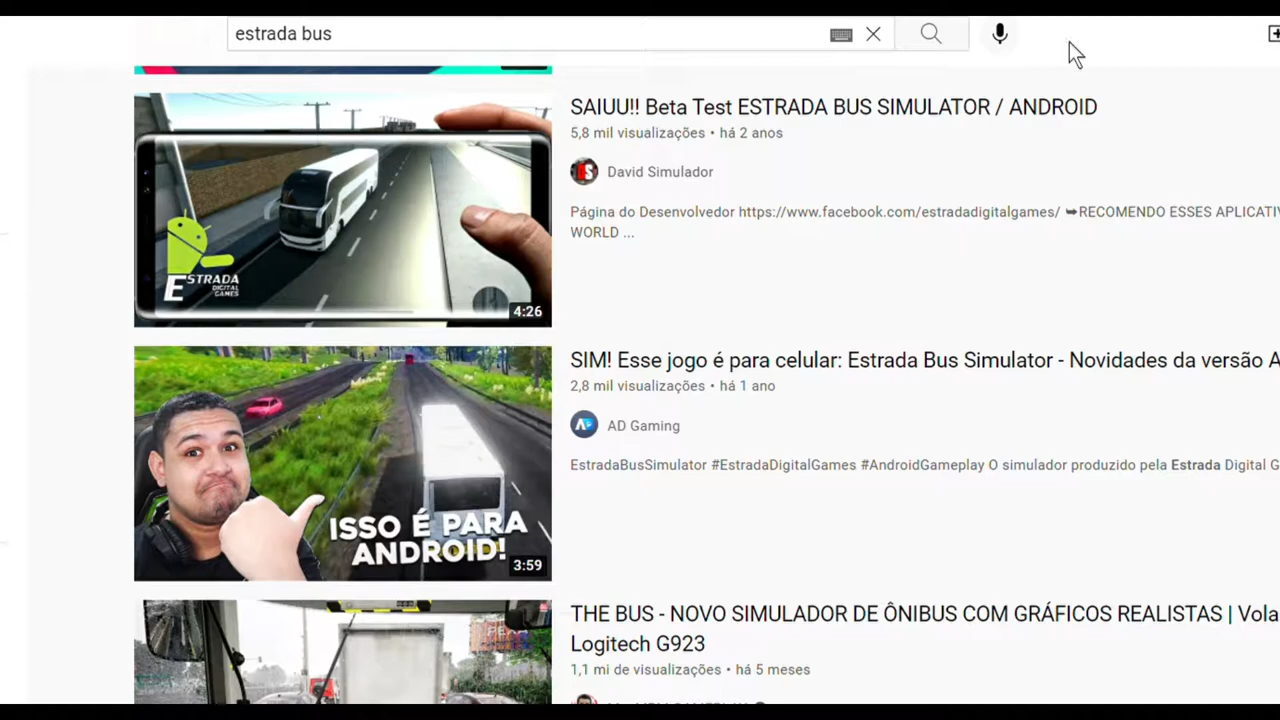 estrada bus
SAIUU!! Beta Test ESTRADA BUS SIMULATOR / ANDROID
5,8 mil visualizações • há 2 anos
David Simulador
Página do Desenvolvedor https://www.facebook.com/estradadigitalgames/ ➥RECOMENDO ESSES APLICATI
WORLD ...
ESTRADA
DIGITAL
GAMES
4:26
SIM! Esse jogo é para celular: Estrada Bus Simulator - Novidades da versão A
2,8 mil visualizações • há 1 ano
AD Gaming
EstradaBusSimulator #EstradaDigitalGames #AndroidGameplay O simulador produzido pela Estrada Digital G
ISSO É PARA
ANDROID!
3:59
THE BUS - NOVO SIMULADOR DE ÔNIBUS COM GRÁFICOS REALISTAS | Vola
Logitech G923
1,1 mi de visualizações • há 5 meses